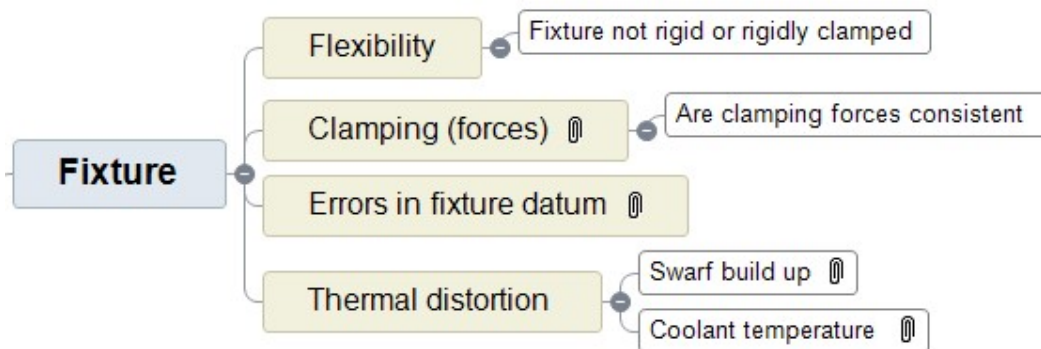 Fixture
Flexibility
Fixture not rigid or rigidly clamped
Clamping (forces)
Are clamping forces consistent
Errors in fixture datum
Thermal distortion
Swarf build up
Coolant temperature